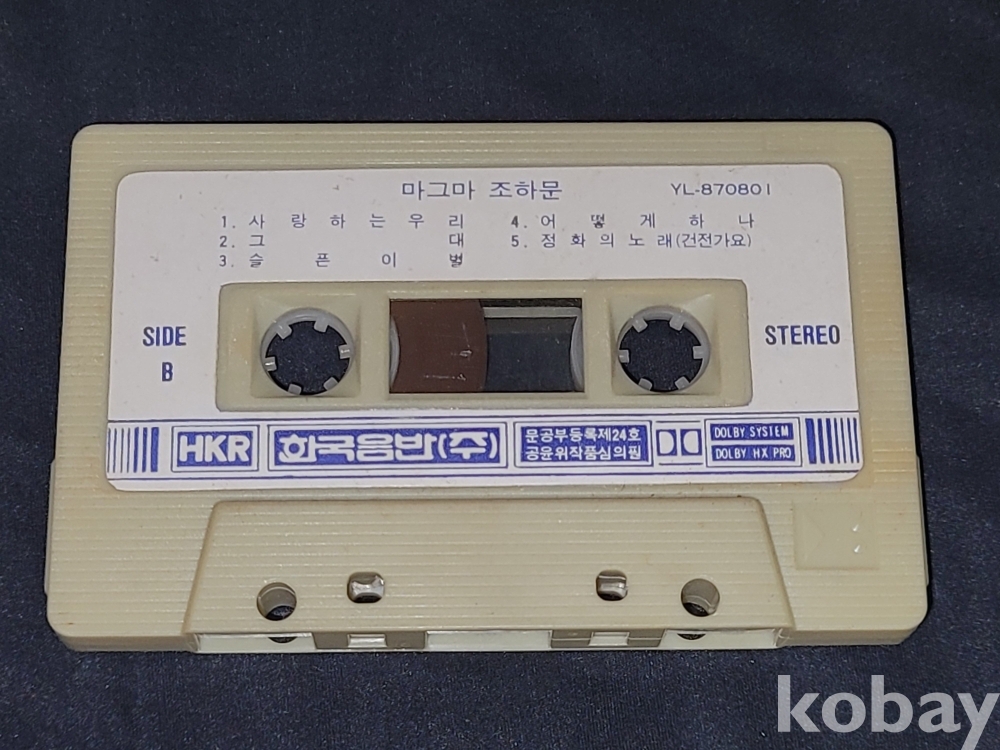 마그마 조하문 YL-870801
1. 사랑하는우리
2. 그대
3. 슬픈이별
4. 어떻게하나
5. 정화의노래(건전가요)
SIDE B
STEREO
HKR
한국음반(주)
문공부등록제24호
공윤위작품심의필
DOLBY SYSTEM
DOLBY HX PRO
kobay